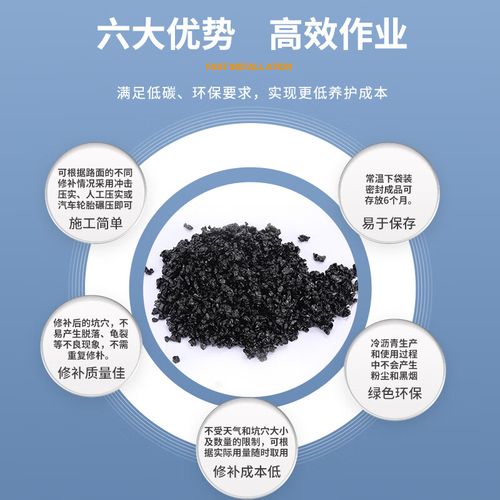 六大优势 高效作业
满足低碳、环保要求，实现更低养护成本
可根据路面的不同
修补情况采用冲击
压实、人工压实或
汽车轮胎碾压即可
施工简单
常温下袋装
密封成品可
存放6个月。
易于保存
修补后的坑穴，不
易产生脱落、龟裂
等不良现象，不需
重复修朴。
修补质量佳
冷沥青生产
和使用过程
中不会产生
粉尘和黑烟
绿色环保
不受天气和坑穴大小
及数量的限制，可根
据实际用量随时取用
修补成本低